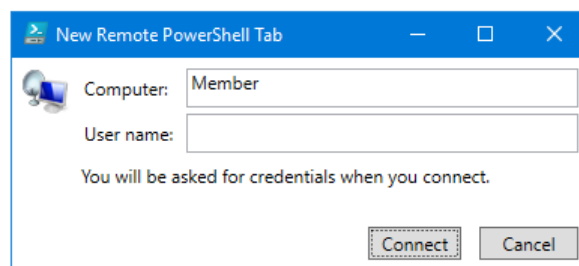 New Remote PowerShell Tab
Computer: Member
User name:
You will be asked for credentials when you connect.
Connect Cancel